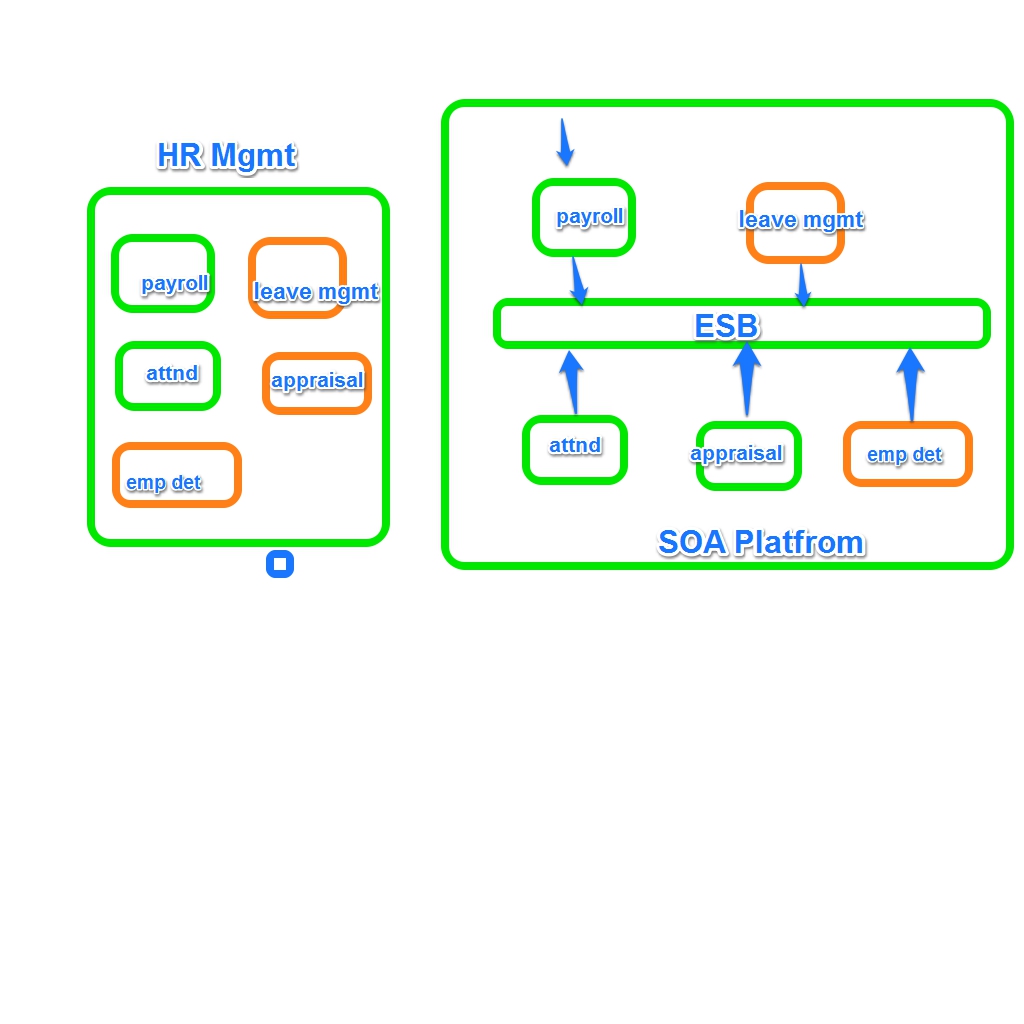 HR Mgmt
payroll
leave mgmt
attnd
appraisal
emp det
payroll
leave mgmt
ESB
attnd
appraisal
emp det
SOA Platfrom